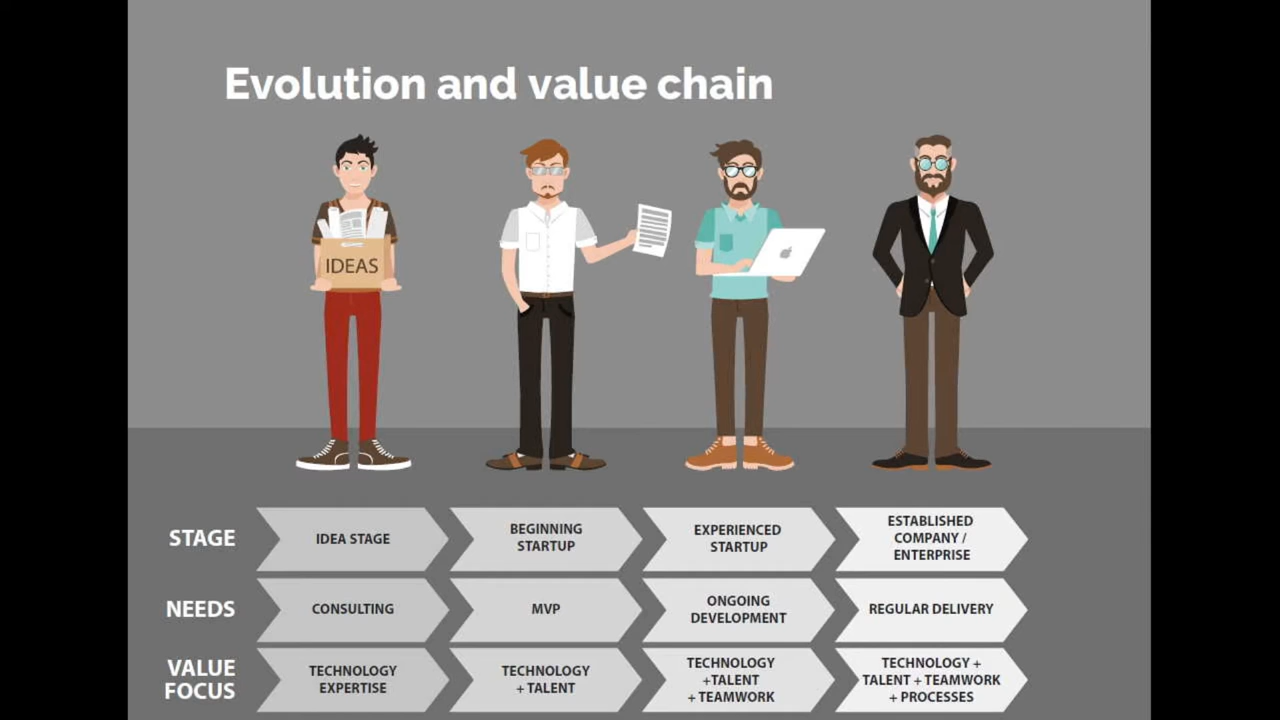 Evolution and value chain
IDEAS
STAGE
IDEA STAGE
BEGINNING
STARTUP
EXPERIENCED
STARTUP
ESTABLISHED
COMPANY /
ENTERPRISE
NEEDS
CONSULTING
MVP
ONGOING
DEVELOPMENT
REGULAR DELIVERY
VALUE
FOCUS
TECHNOLOGY
EXPERTISE
TECHNOLOGY
+ TALENT
TECHNOLOGY
+TALENT
+ TEAMWORK
TECHNOLOGY +
TALENT + TEAMWORK
+ PROCESSES